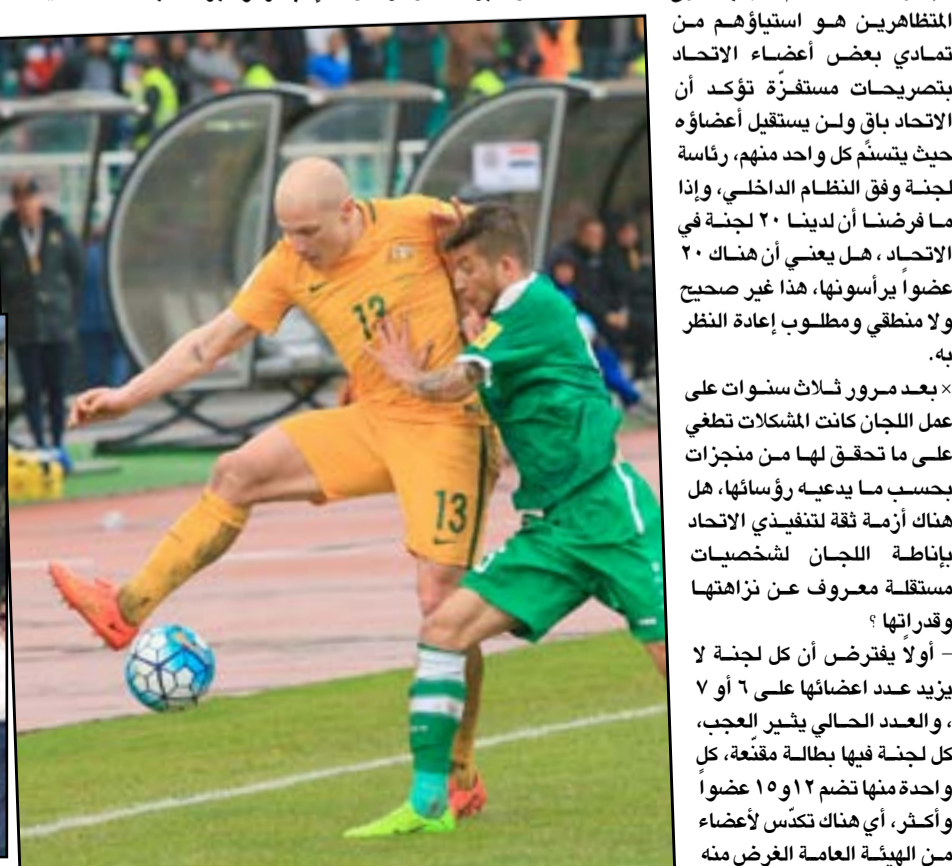 المتظاهرين هو استياؤهم من
تمادي بعض أعضاء الاتحاد
بتصريحات مستفزّة تؤكد أن
الاتحاد باقٍ ولن يستقيل أعضاؤه
حيث يتسنّم كل واحد منهم، رئاسة
لجنة وفق النظام الداخلي، وإذا
ما فرضنا أن لدينا ٢٠ لجنة في
الاتحاد ، هل يعني أن هناك ٢٠
عضواً يرأسونها، هذا غير صحيح
ولا منطقي ومطلوب إعادة النظر
به.
× بعد مرور ثلاث سنوات على
عمل اللجان كانت المشكلات تطغي
على ما تحقق لها من منجزات
بحسب ما يدعيه رؤسائها، هل
هناك أزمة ثقة لتنفيذي الاتحاد
بإناطة اللجان لشخصيات
مستقلة معروف عن نزاهتها
وقدراتها ؟
– أولاً يفترض أن كل لجنة لا
يزيد عدد اعضائها على ٦ أو ٧
، والعدد الحالي يثير العجب،
كل لجنة فيها بطالة مقنّعة، كل
واحدة منها تضم ١٢و١٥ عضواً
وأكثر، أي هناك تكدّس لأعضاء
من الهيئة العامة الغرض منه
13
13